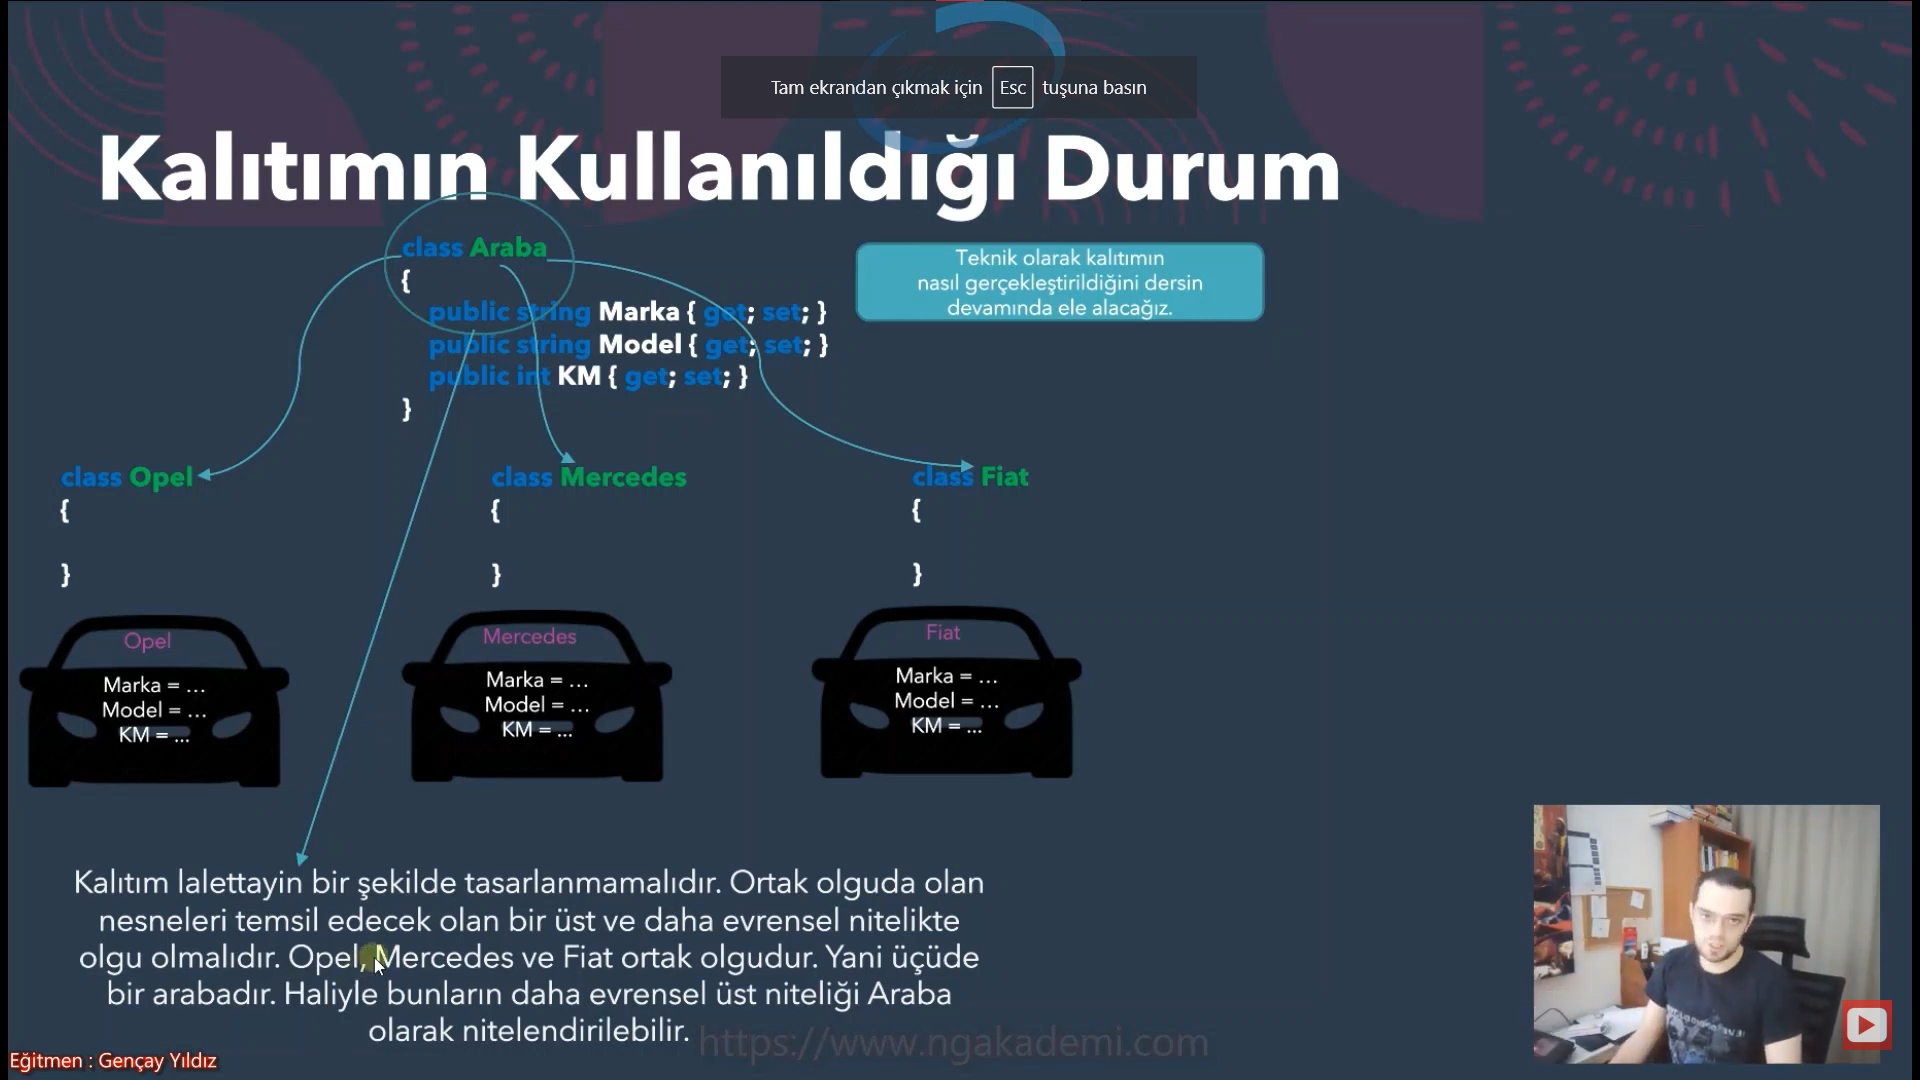 Tam ekrandan çıkmak için Esc tuşuna basın
Kalıtımın Kullanıldığı Durum
class Araba
{
public string Marka { get; set; }
public string Model { get; set; }
public int KM { get; set; }
}
Teknik olarak kalıtımın
nasıl gerçekleştirildiğini dersin
devamında ele alacağız.
class Opel
{
}
class Mercedes
{
}
class Fiat
{
}
Opel
Marka = ...
Model = ...
KM = ...
Mercedes
Marka = ...
Model = ...
KM = ...
Fiat
Marka = ...
Model = ...
KM = ...
Kalıtım lalettayin bir şekilde tasarlanmamalıdır. Ortak olguda olan
nesneleri temsil edecek olan bir üst ve daha evrensel nitelikte
olgu olmalıdır. Opel, Mercedes ve Fiat ortak olgudur. Yani üçüde
bir arabadır. Haliyle bunların daha evrensel üst niteliği Araba
olarak nitelendirilebilir.
https://www.ngakademi.com
Eğitmen : Gençay Yıldız